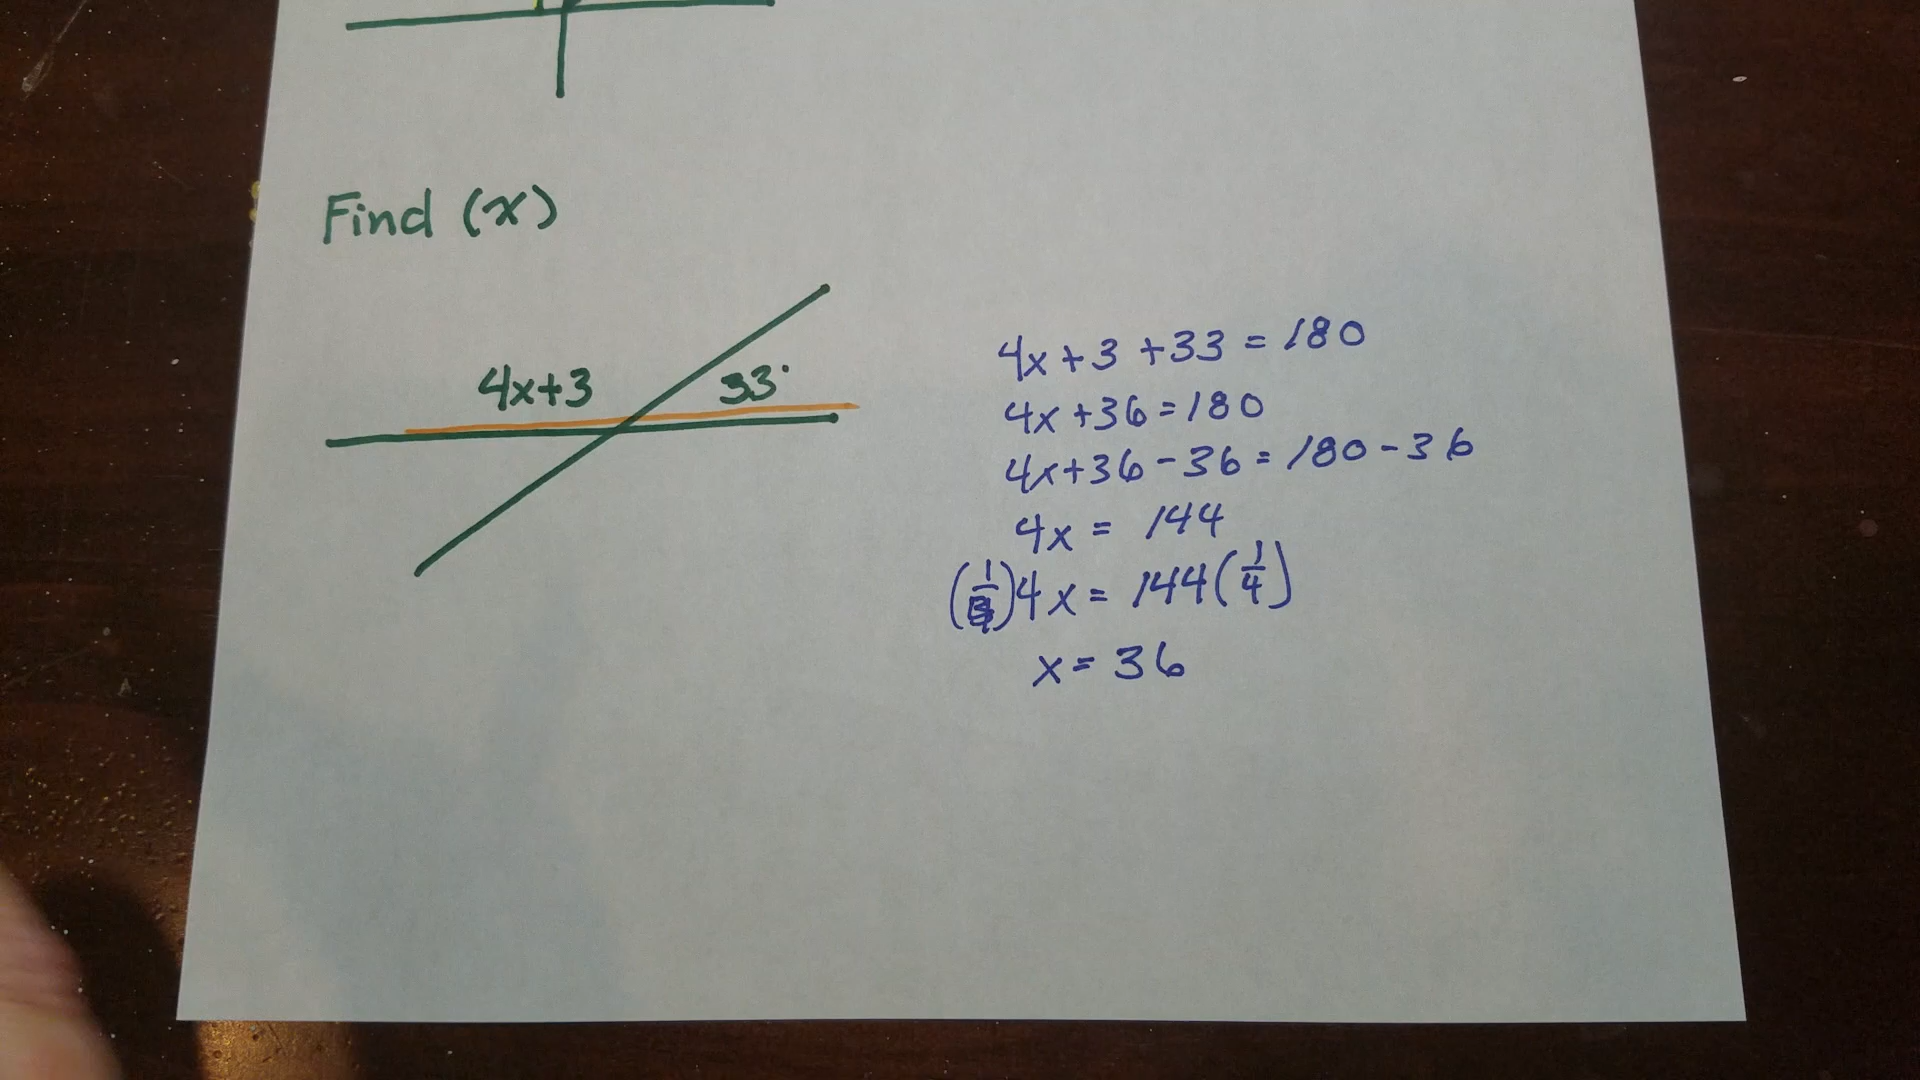 Find (x)
4x+3
33°
4x+3+33=180
4x+36=180
4x+36-36=180-36
4x = 144
(1/4)4x = 144(1/4)
x=36